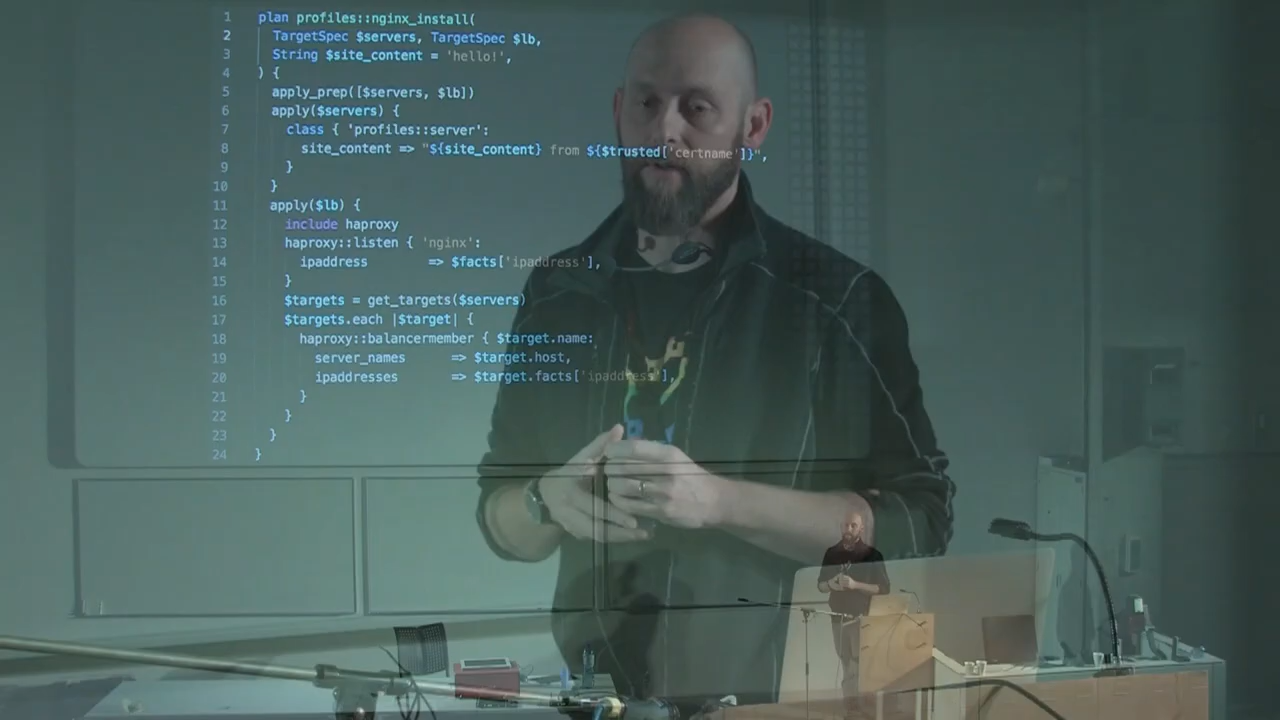 1 plan profiles::nginx_install(
2 TargetSpec $servers, TargetSpec $lb,
3 String $site_content = 'hello!',
4 ) {
5 apply_prep([$servers, $lb])
6 apply($servers) {
7 class { 'profiles::server':
8 site_content => "${site_content} from ${$trusted['certname']}",
9 }
10 }
11 apply($lb) {
12 include haproxy
13 haproxy::listen { 'nginx':
14 ipaddress => $facts['ipaddress'],
15 }
16 $targets = get_targets($servers)
17 $targets.each |$target| {
18 haproxy::balancermember { $target.name:
19 server_names => $target.host,
20 ipaddresses => $target.facts['ipaddress'],
21 }
22 }
23 }
24 }